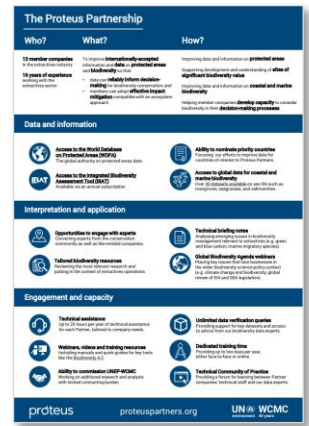 The Proteus Partnership
Who?
What?
How?
13 member companies
in the extractives industry
16 years of experience
working with the
extractives sector
To improve internationally-accepted
information and data on protected areas
and biodiversity so that
data can reliably inform decision-
making for biodiversity conservation and
members can adopt effective impact
mitigation compatible with an ecosystem
approach.
Improving data and information on protected areas
Supporting development and understanding of sites of
significant biodiversity value
Improving data and information on coastal and marine
biodiversity
Helping member companies develop capacity to consider
biodiversity in their decision-making processes
Data and information
Access to the World Database
on Protected Areas (WDPA)
The global authority on protected areas data.
IBAT
Access to the Integrated Biodiversity
Assessment Tool (IBAT)
Available via an annual subscription.
Ability to nominate priority countries
Focusing our efforts to improve data for
countries of interest to Proteus Partners.
Access to global data for coastal and
marine biodiversity
Over 30 datasets available on sea life such as
mangroves, seagrasses, and saltmarshes.
Interpretation and application
Opportunities to engage with experts
Convening experts from the conservation
community as well as like-minded companies.
Tailored biodiversity resources
Reviewing the most relevant research and
putting in the context of extractives operations.
Technical briefing notes
Analysing emerging issues in biodiversity
management relevant to extractives (e.g. green
and blue carbon; marine migratory species).
Global Biodiversity Agenda webinars
Placing key issues that face businesses in
the wider biodiversity science-policy context
(e.g. climate change and biodiversity, global
review of EIA and SEA legislation).
Engagement and capacity
Technical assistance
Up to 20 hours per year of technical assistance
for each Partner, tailored to company needs.
Webinars, videos and training resources
Including manuals and quick guides for key tools
like the Biodiversity A-Z
Ability to commission UNEP-WCMC
Working on additional research and analysis
with limited contracting burden.
Unlimited data verification queries
Providing support for key datasets and access
to advice from our biodiversity data experts.
Dedicated training time
Providing up to two days per year,
either face to face or online.
Technical Community of Practice
Providing a forum for learning between Partner
companies' technical staff and our data experts.
proteus
proteuspartners.org
UN WCMC